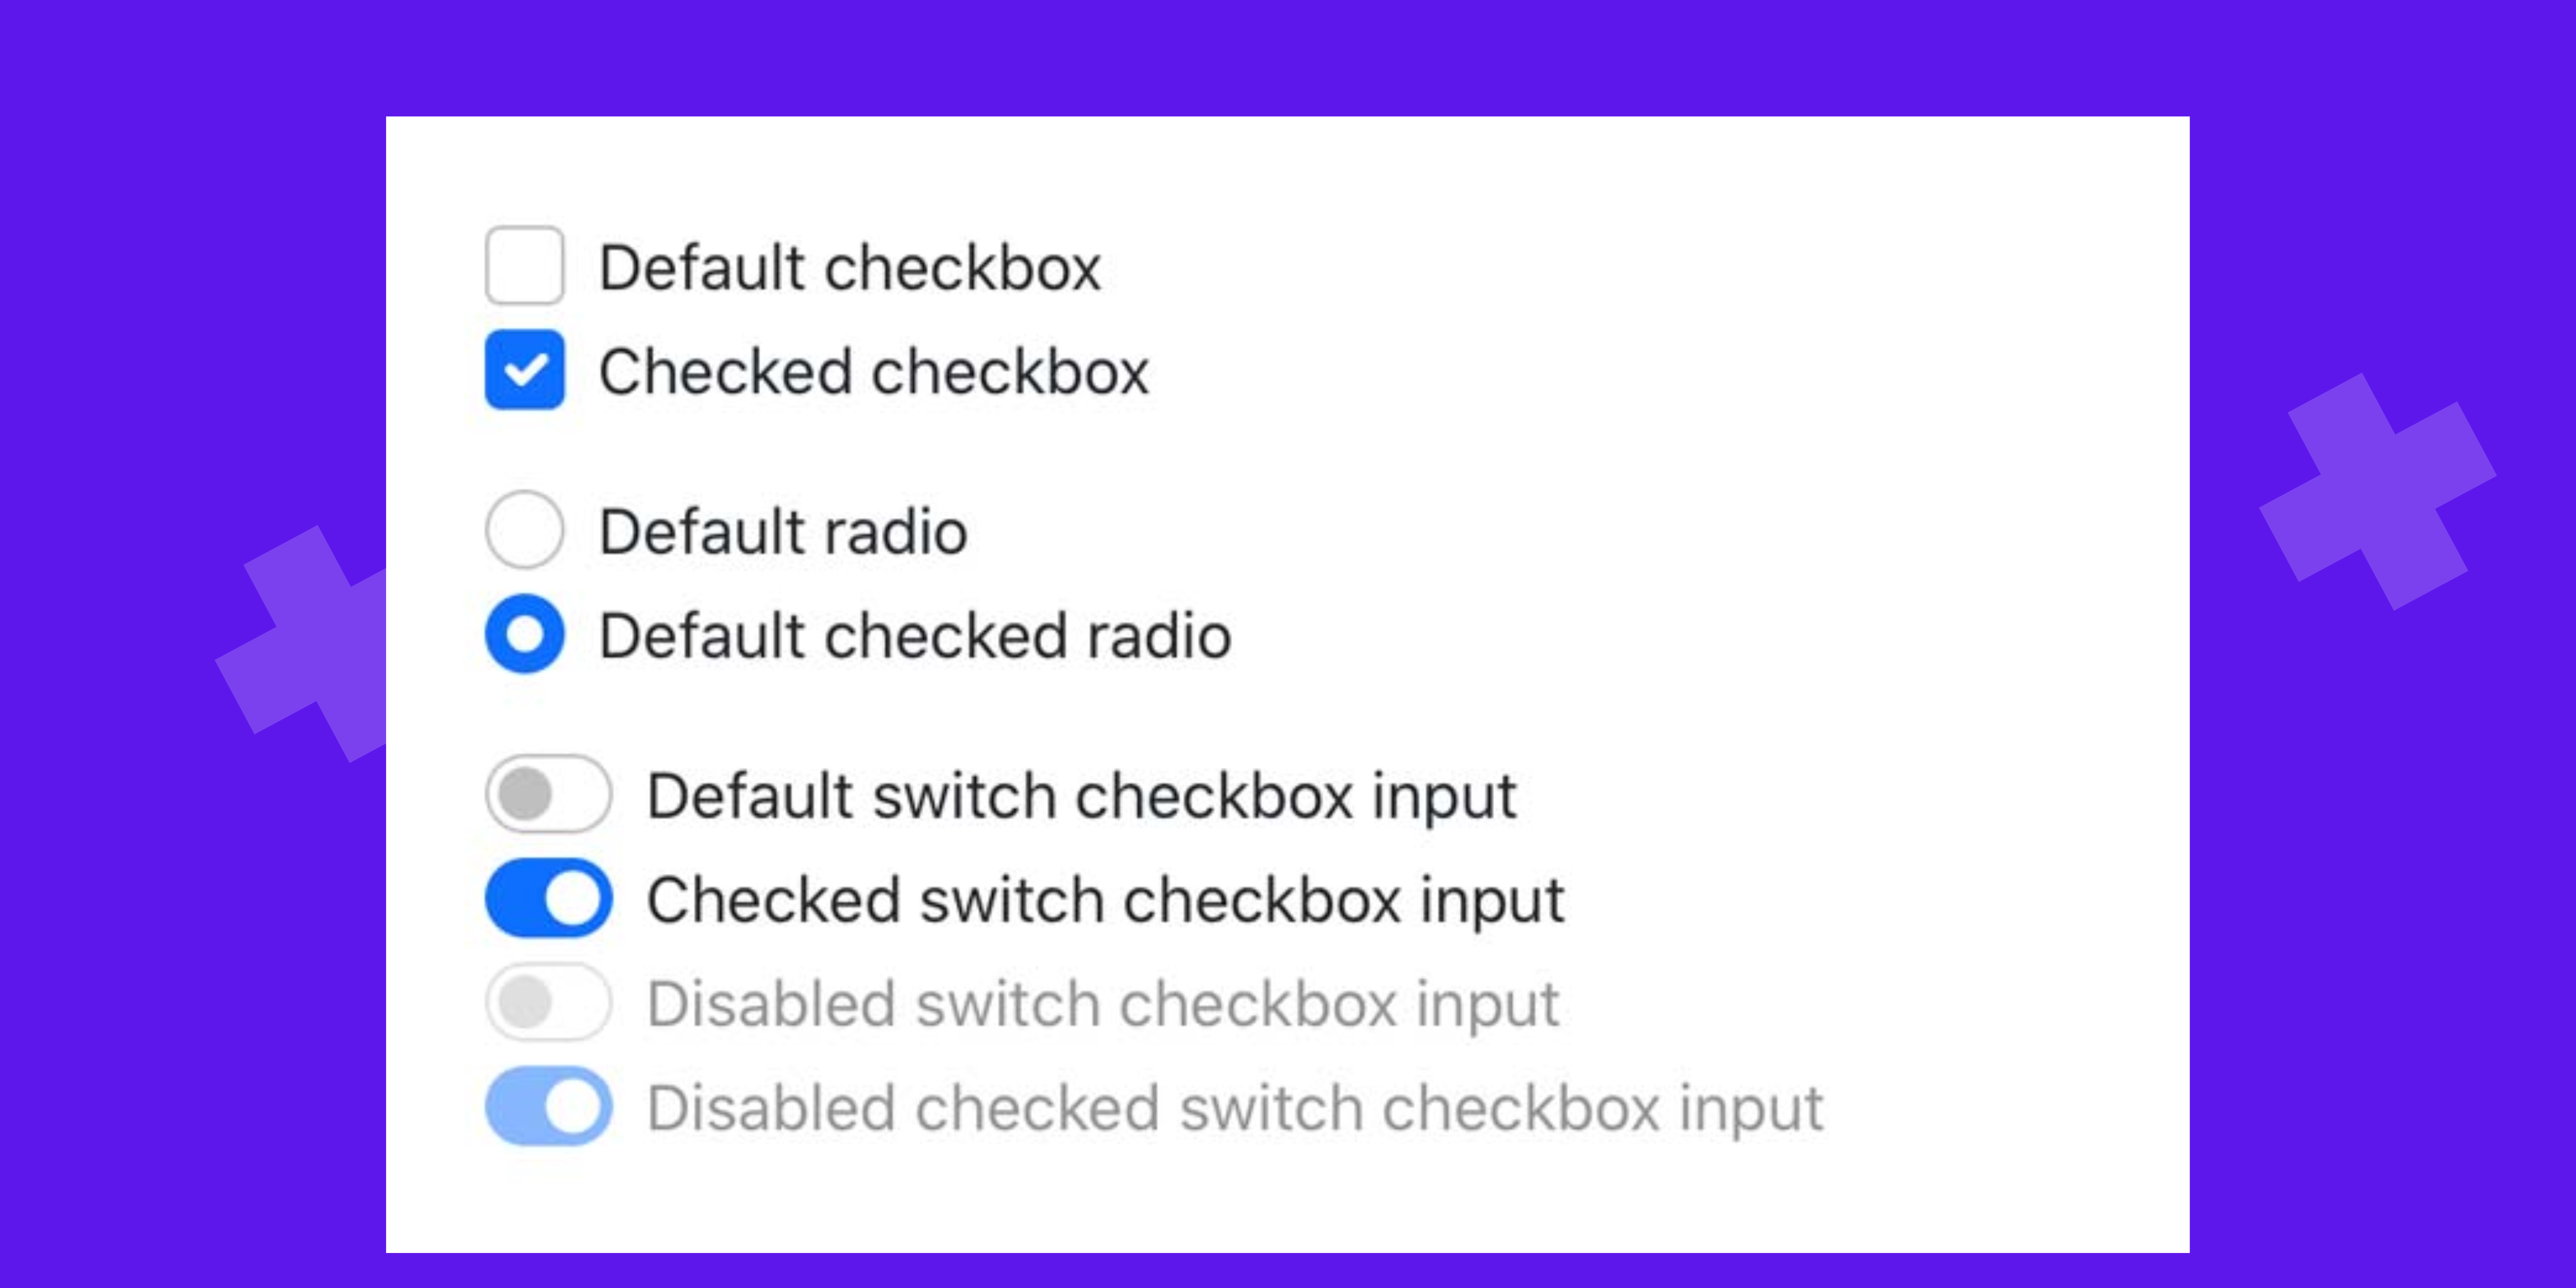 Default checkbox
Checked checkbox
Default radio
Default checked radio
Default switch checkbox input
Checked switch checkbox input
Disabled switch checkbox input
Disabled checked switch checkbox input